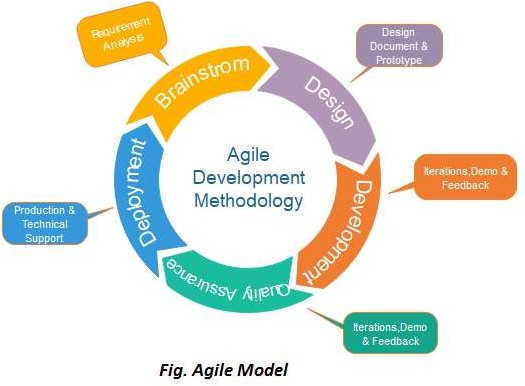 Requirement
Analysis
Brainstrom
Design
Document &
Prototype
Design
Agile
Development
Methodology
Iterations,Demo
& Feedback
Development
Deployment
Production &
Technical
Support
Quality Assurance
Iterations,Demo
& Feedback
Fig. Agile Model